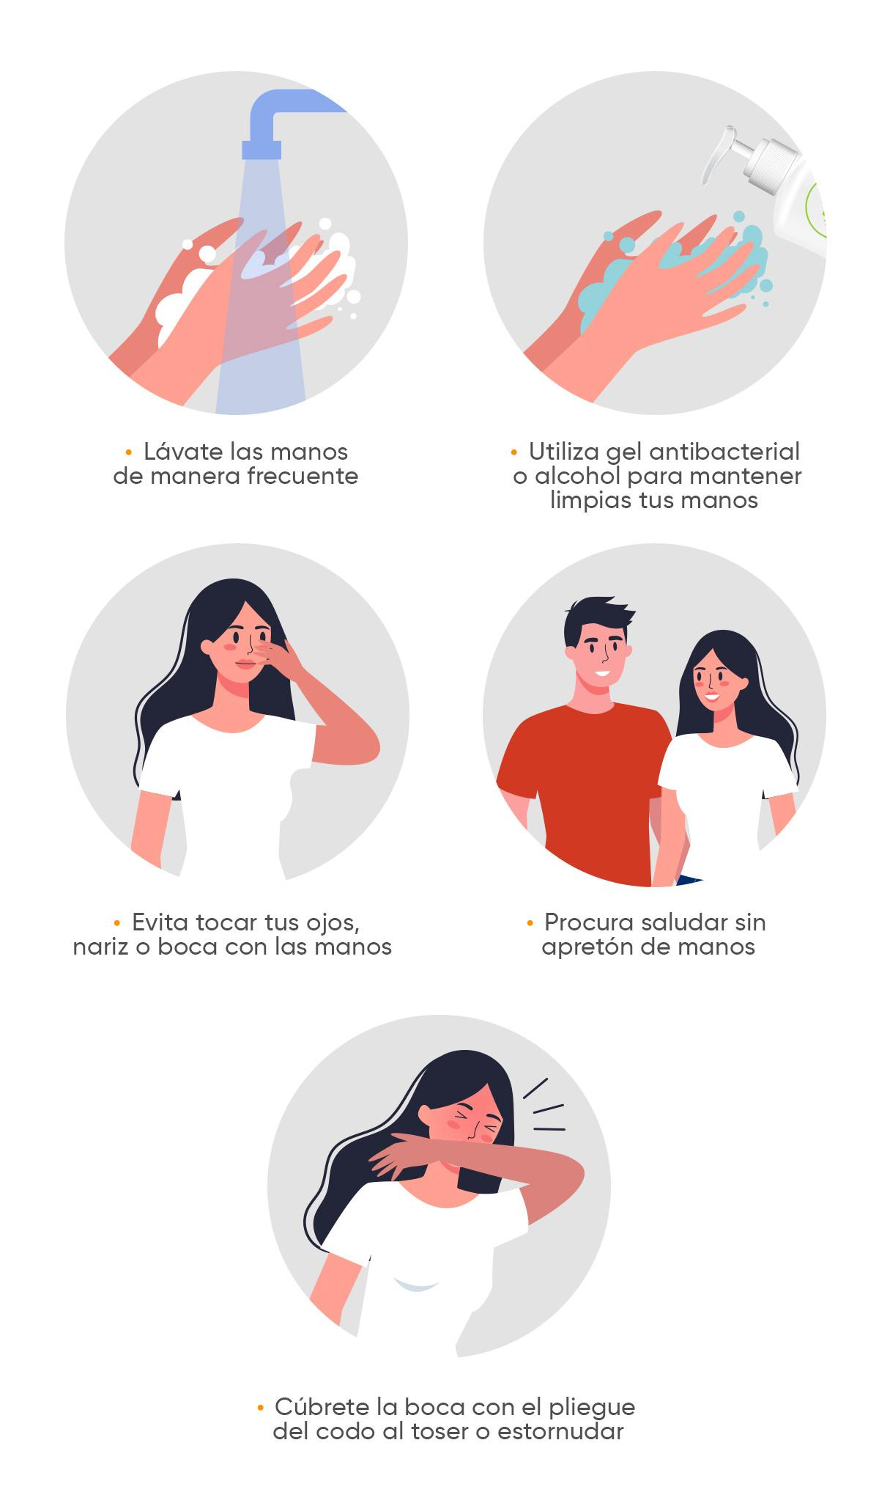 • Lávate las manos
de manera frecuente
• Utiliza gel antibacterial
o alcohol para mantener
limpias tus manos
• Evita tocar tus ojos,
nariz o boca con las manos
• Procura saludar sin
apretón de manos
• Cúbrete la boca con el pliegue
del codo al toser o estornudar